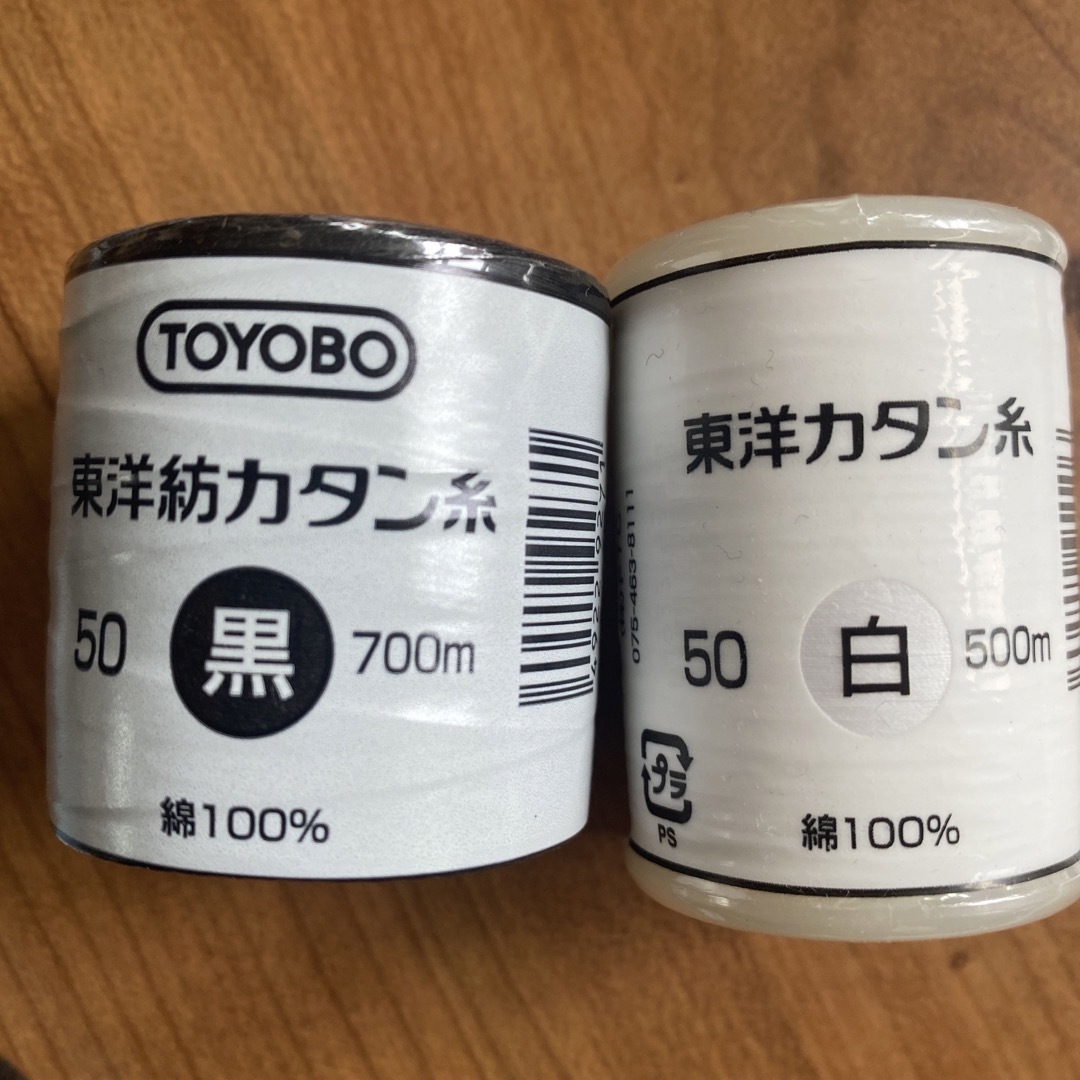 TOYOBO
東洋紡カタン糸
50 黒 700m
綿100%
東洋カタン糸
075-463-8111
50 白 500m
プラ
PS
綿100%